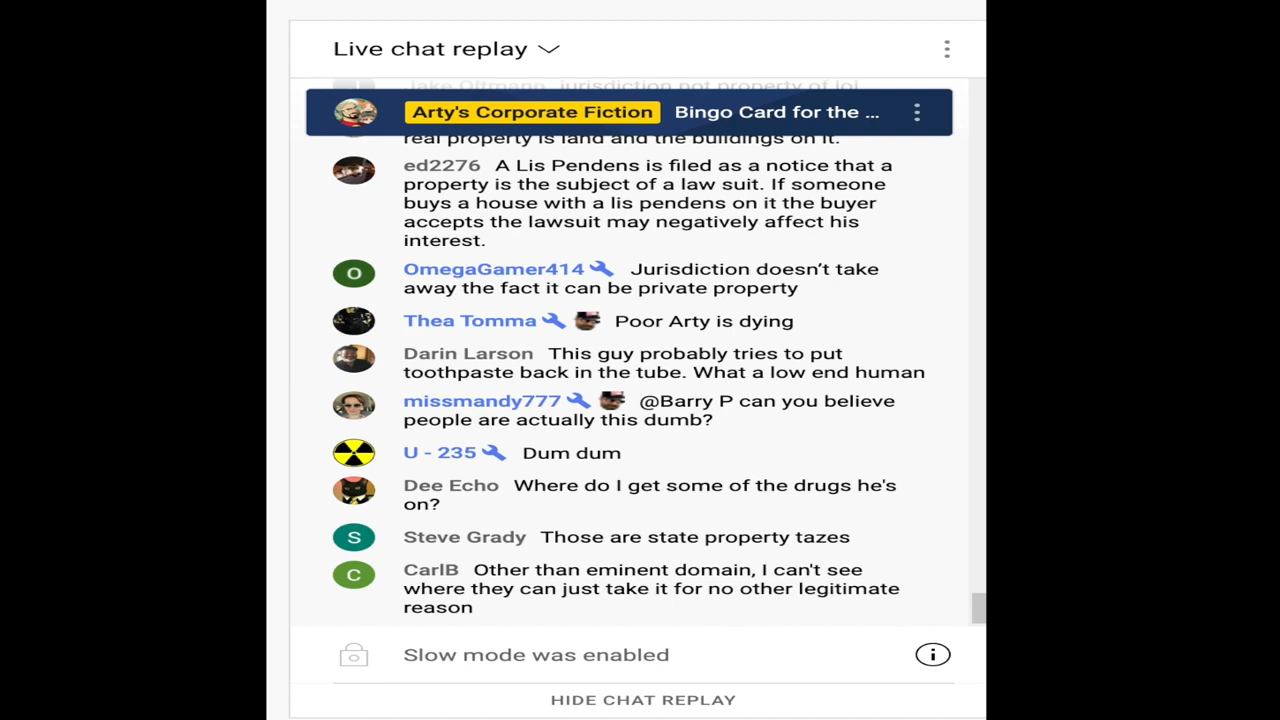 Live chat replay
Jake Oltmann jurisdiction not property of lol
Arty's Corporate Fiction Bingo Card for the ...
real property is land and the buildings on it.
ed2276 A Lis Pendens is filed as a notice that a
property is the subject of a law suit. If someone
buys a house with a lis pendens on it the buyer
accepts the lawsuit may negatively affect his
interest.
O
OmegaGamer414 Jurisdiction doesn’t take
away the fact it can be private property
Thea Tomma Poor Arty is dying
Darin Larson This guy probably tries to put
toothpaste back in the tube. What a low end human
missmandy777 @Barry P can you believe
people are actually this dumb?
U - 235 Dum dum
Dee Echo Where do I get some of the drugs he's
on?
S
Steve Grady Those are state property tazes
C
CarlB Other than eminent domain, I can't see
where they can just take it for no other legitimate
reason
Slow mode was enabled
HIDE CHAT REPLAY